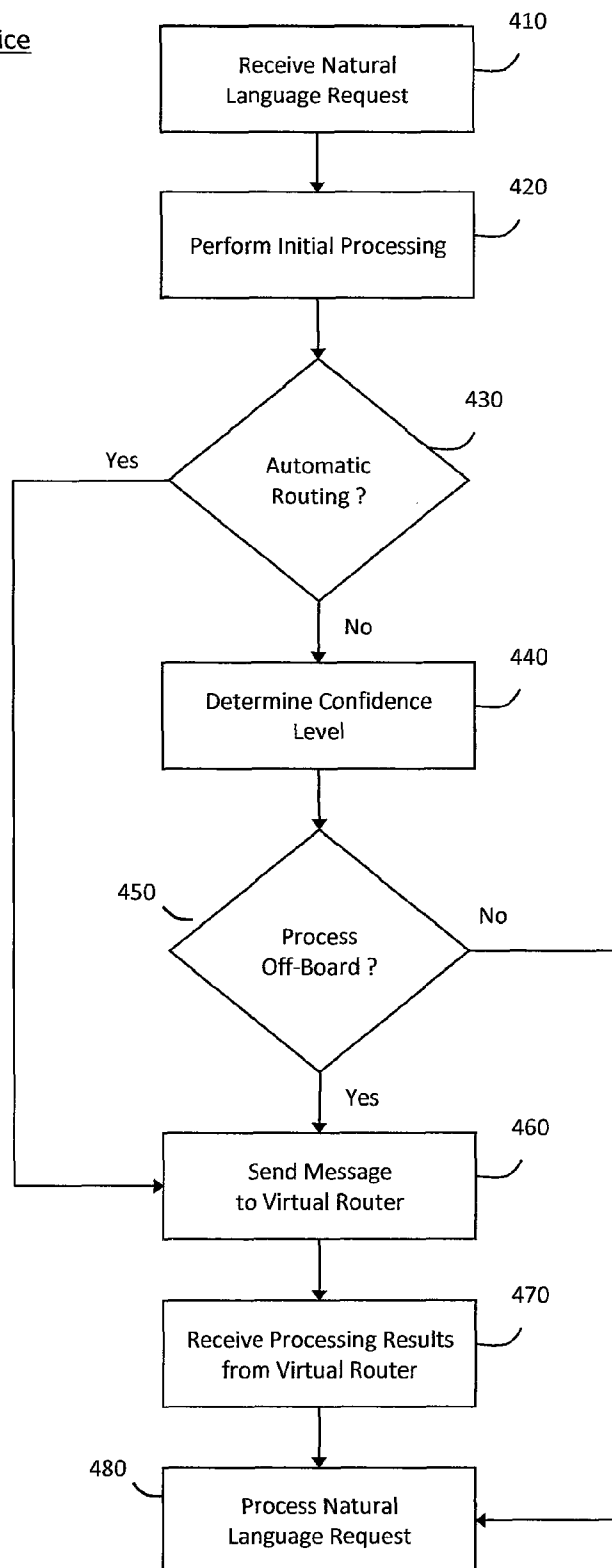 410
Receive Natural
Language Request
420
Perform Initial Processing
430
Yes
Automatic
Routing ?
No
440
Determine Confidence
Level
450
No
Process
Off-Board ?
Yes
460
Send Message
to Virtual Router
470
Receive Processing Results
from Virtual Router
480
Process Natural
Language Request